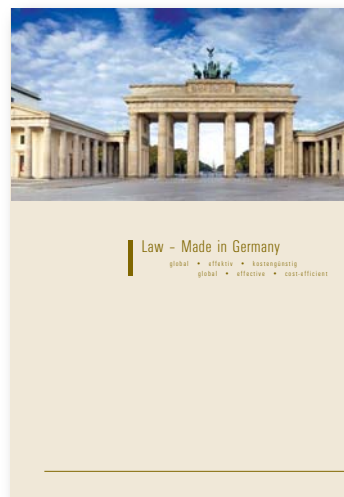 Law – Made in Germany
global • effektiv • kostengünstig
global • effective • cost-efficient